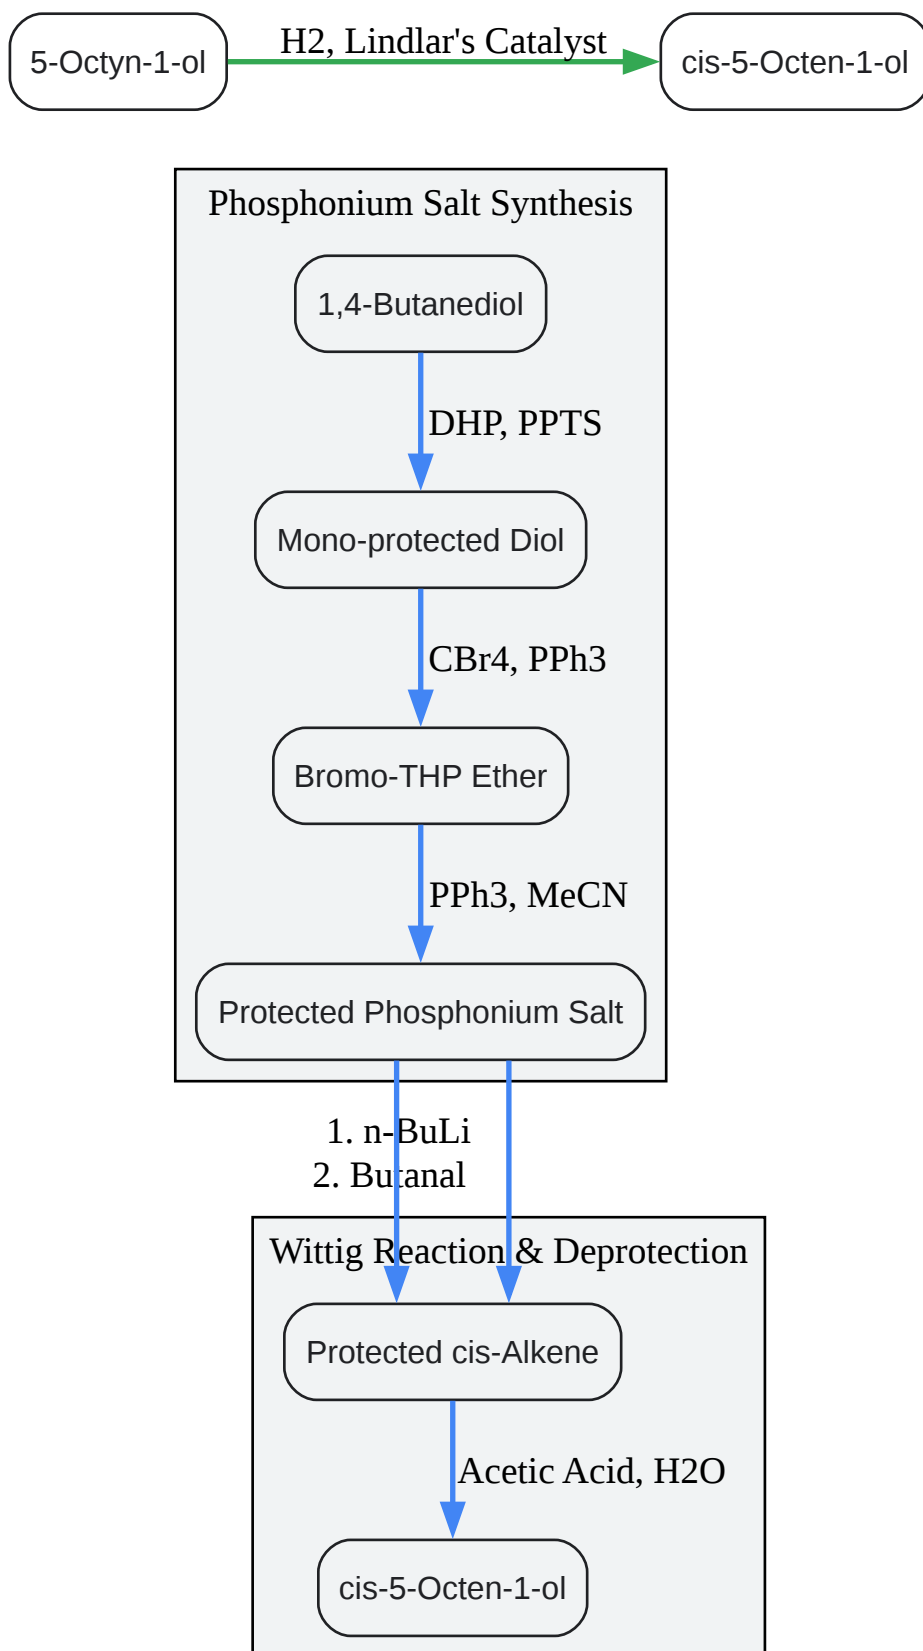 5-Octyn-1-ol
H2, Lindlar's Catalyst
cis-5-Octen-1-ol
Phosphonium Salt Synthesis
1,4-Butanediol
DHP, PPTS
Mono-protected Diol
CBr4, PPh3
Bromo-THP Ether
PPh3, MeCN
Protected Phosphonium Salt
1. n-BuLi
2. Butanal
Wittig Reaction & Deprotection
Protected cis-Alkene
Acetic Acid, H2O
cis-5-Octen-1-ol